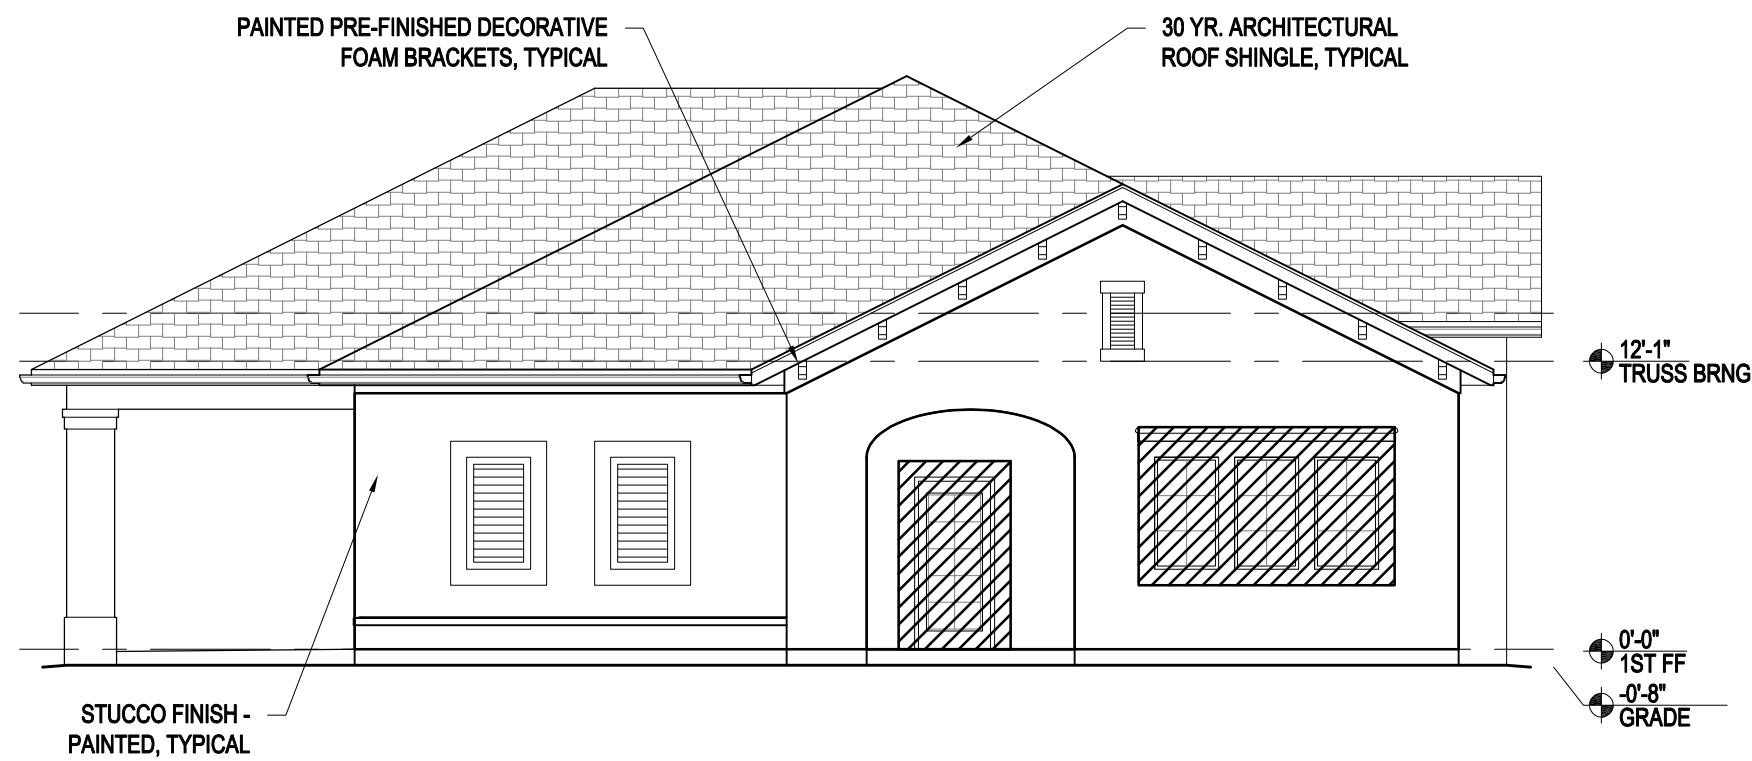 PAINTED PRE-FINISHED DECORATIVE
FOAM BRACKETS, TYPICAL
30 YR. ARCHITECTURAL
ROOF SHINGLE, TYPICAL
12'-1"
TRUSS BRNG
0'-0"
1ST FF
-0'-8"
GRADE
STUCCO FINISH -
PAINTED, TYPICAL